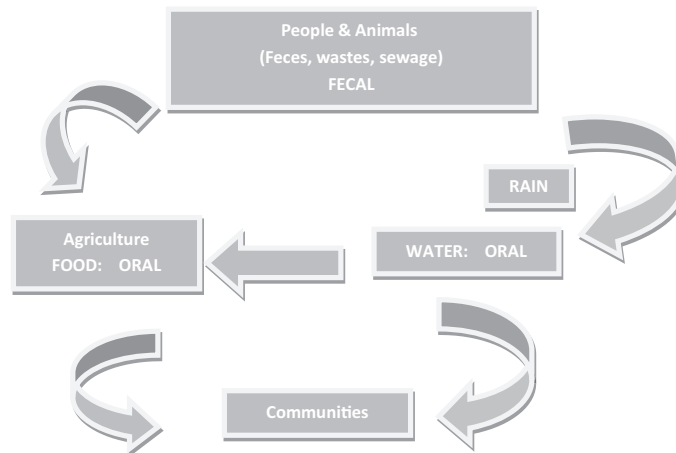 People & Animals
(Feces, wastes, sewage)
FECAL
RAIN
Agriculture
FOOD: ORAL
WATER: ORAL
Communities